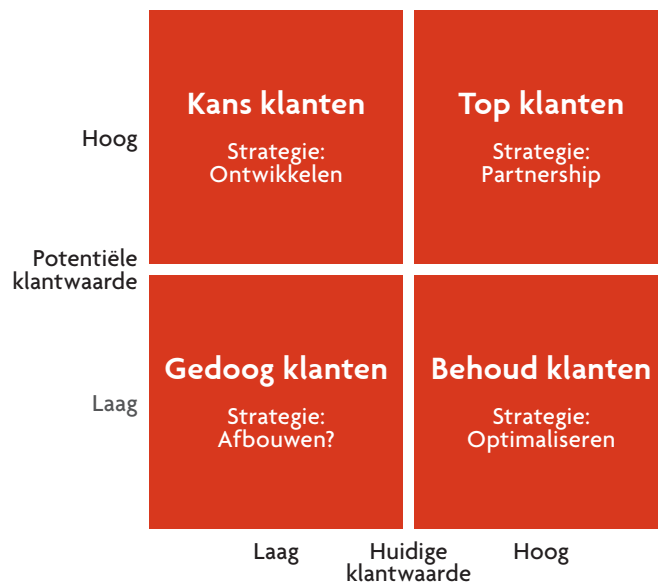 Kans klanten
Strategie:
Ontwikkelen
Top klanten
Strategie:
Partnership
Hoog
Potentiële
klantwaarde
Gedoog klanten
Strategie:
Afbouwen?
Behoud klanten
Strategie:
Optimaliseren
Laag
Laag
Huidige
klantwaarde
Hoog